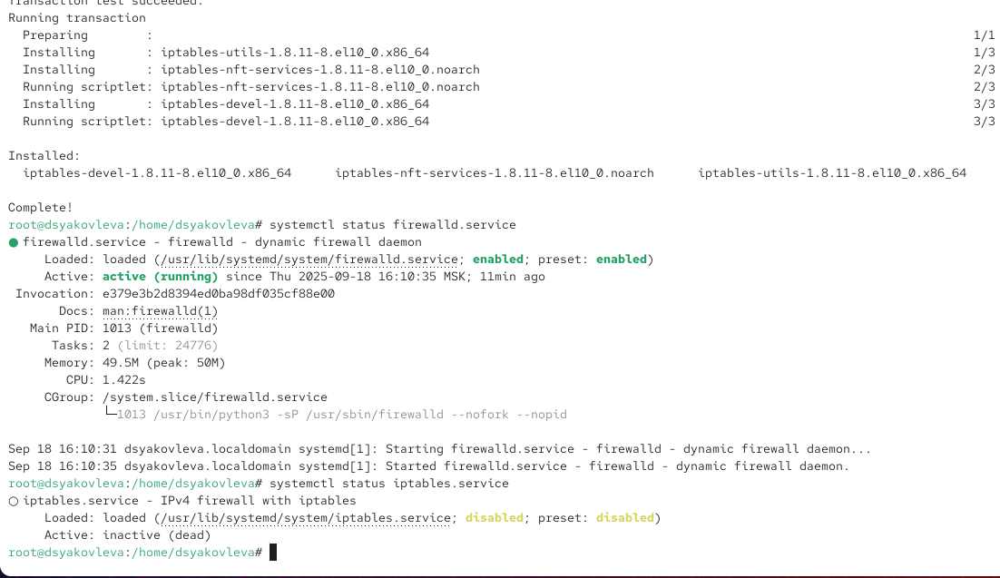 Transaction test succeeded.
Running transaction
  Preparing        :                                                                                                                 1/1
  Installing       : iptables-utils-1.8.11-8.el10_0.x86_64                                                                           1/3
  Installing       : iptables-nft-services-1.8.11-8.el10_0.noarch                                                                    2/3
  Running scriptlet: iptables-nft-services-1.8.11-8.el10_0.noarch                                                                    2/3
  Installing       : iptables-devel-1.8.11-8.el10_0.x86_64                                                                           3/3
  Running scriptlet: iptables-devel-1.8.11-8.el10_0.x86_64                                                                           3/3

Installed:
  iptables-devel-1.8.11-8.el10_0.x86_64      iptables-nft-services-1.8.11-8.el10_0.noarch      iptables-utils-1.8.11-8.el10_0.x86_64

Complete!
root@dsyakovleva:/home/dsyakovleva# systemctl status firewalld.service
● firewalld.service - firewalld - dynamic firewall daemon
     Loaded: loaded (/usr/lib/systemd/system/firewalld.service; enabled; preset: enabled)
     Active: active (running) since Thu 2025-09-18 16:10:35 MSK; 11min ago
 Invocation: e379e3b2d8394ed0ba98df035cf88e00
       Docs: man:firewalld(1)
   Main PID: 1013 (firewalld)
      Tasks: 2 (limit: 24776)
     Memory: 49.5M (peak: 50M)
        CPU: 1.422s
     CGroup: /system.slice/firewalld.service
             └─1013 /usr/bin/python3 -sP /usr/sbin/firewalld --nofork --nopid

Sep 18 16:10:31 dsyakovleva.localdomain systemd[1]: Starting firewalld.service - firewalld - dynamic firewall daemon...
Sep 18 16:10:35 dsyakovleva.localdomain systemd[1]: Started firewalld.service - firewalld - dynamic firewall daemon.
root@dsyakovleva:/home/dsyakovleva# systemctl status iptables.service
○ iptables.service - IPv4 firewall with iptables
     Loaded: loaded (/usr/lib/systemd/system/iptables.service; disabled; preset: disabled)
     Active: inactive (dead)
root@dsyakovleva:/home/dsyakovleva#